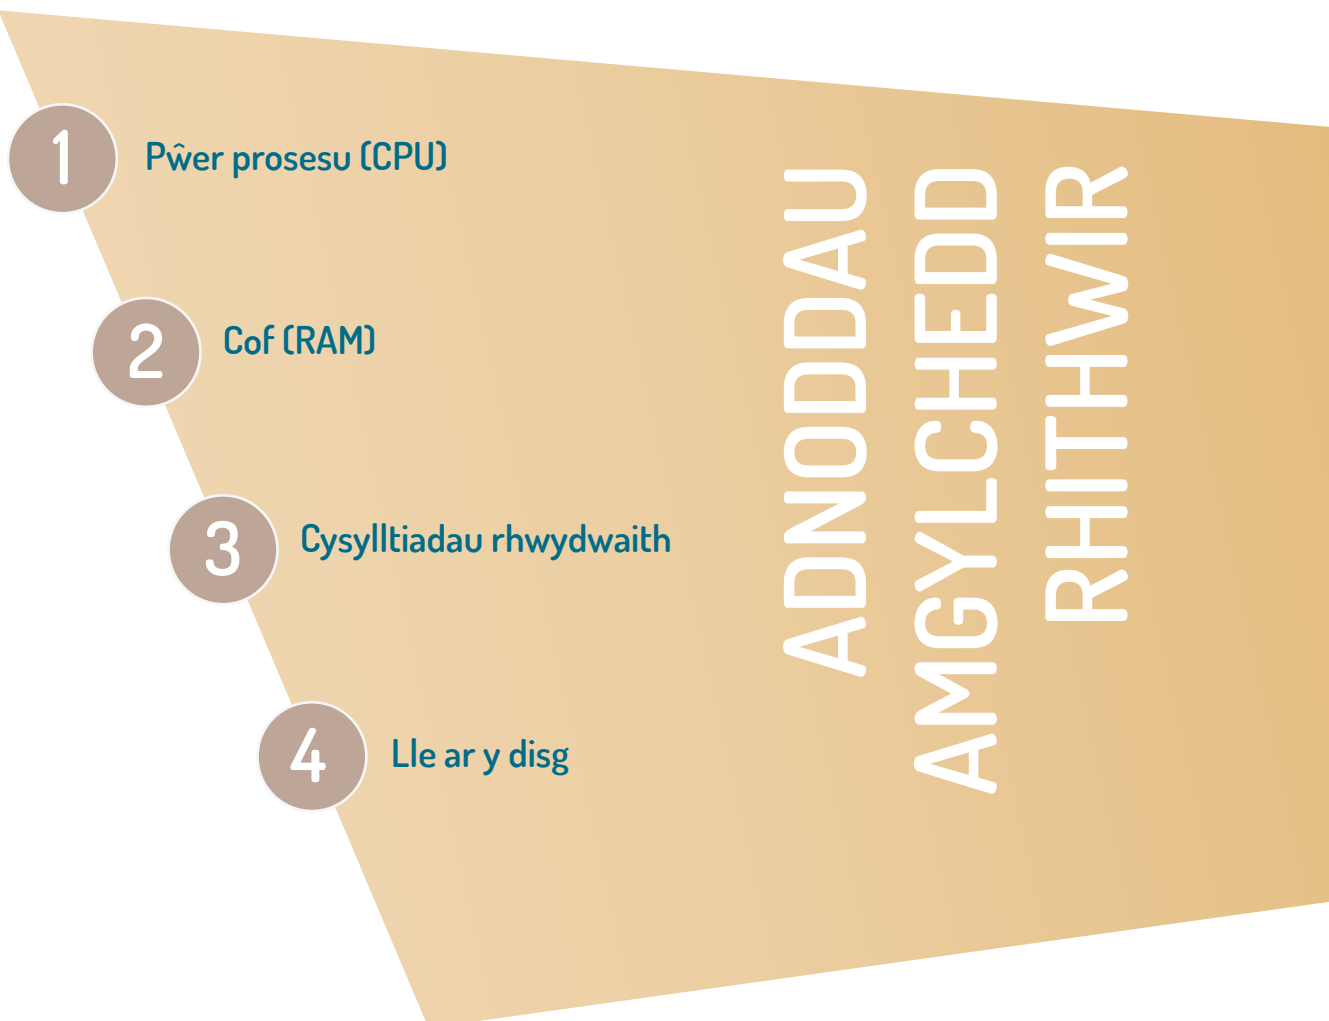 1
Pŵer prosesu (CPU)
2
Cof (RAM)
3
Cysylltiadau rhwydwaith
4
Lle ar y disg
ADNODDAU
AMGYLCHEDD
RHITHWIR